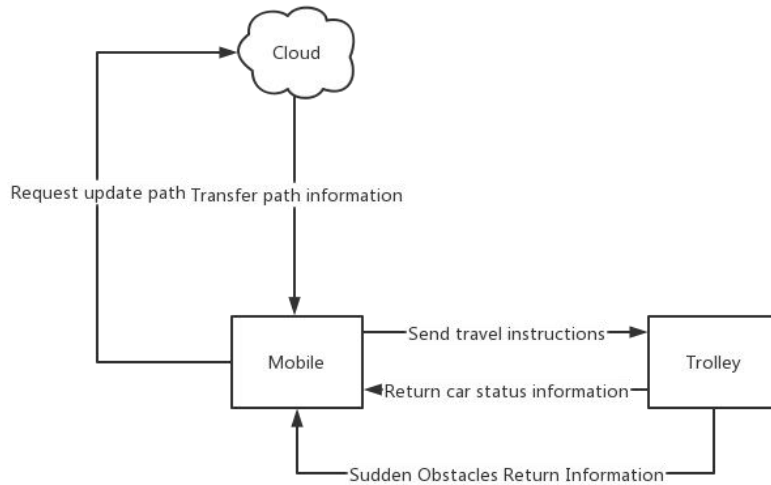 Cloud
Request update path
Transfer path information
Send travel instructions
Mobile
Trolley
Return car status information
Sudden Obstacles Return Information